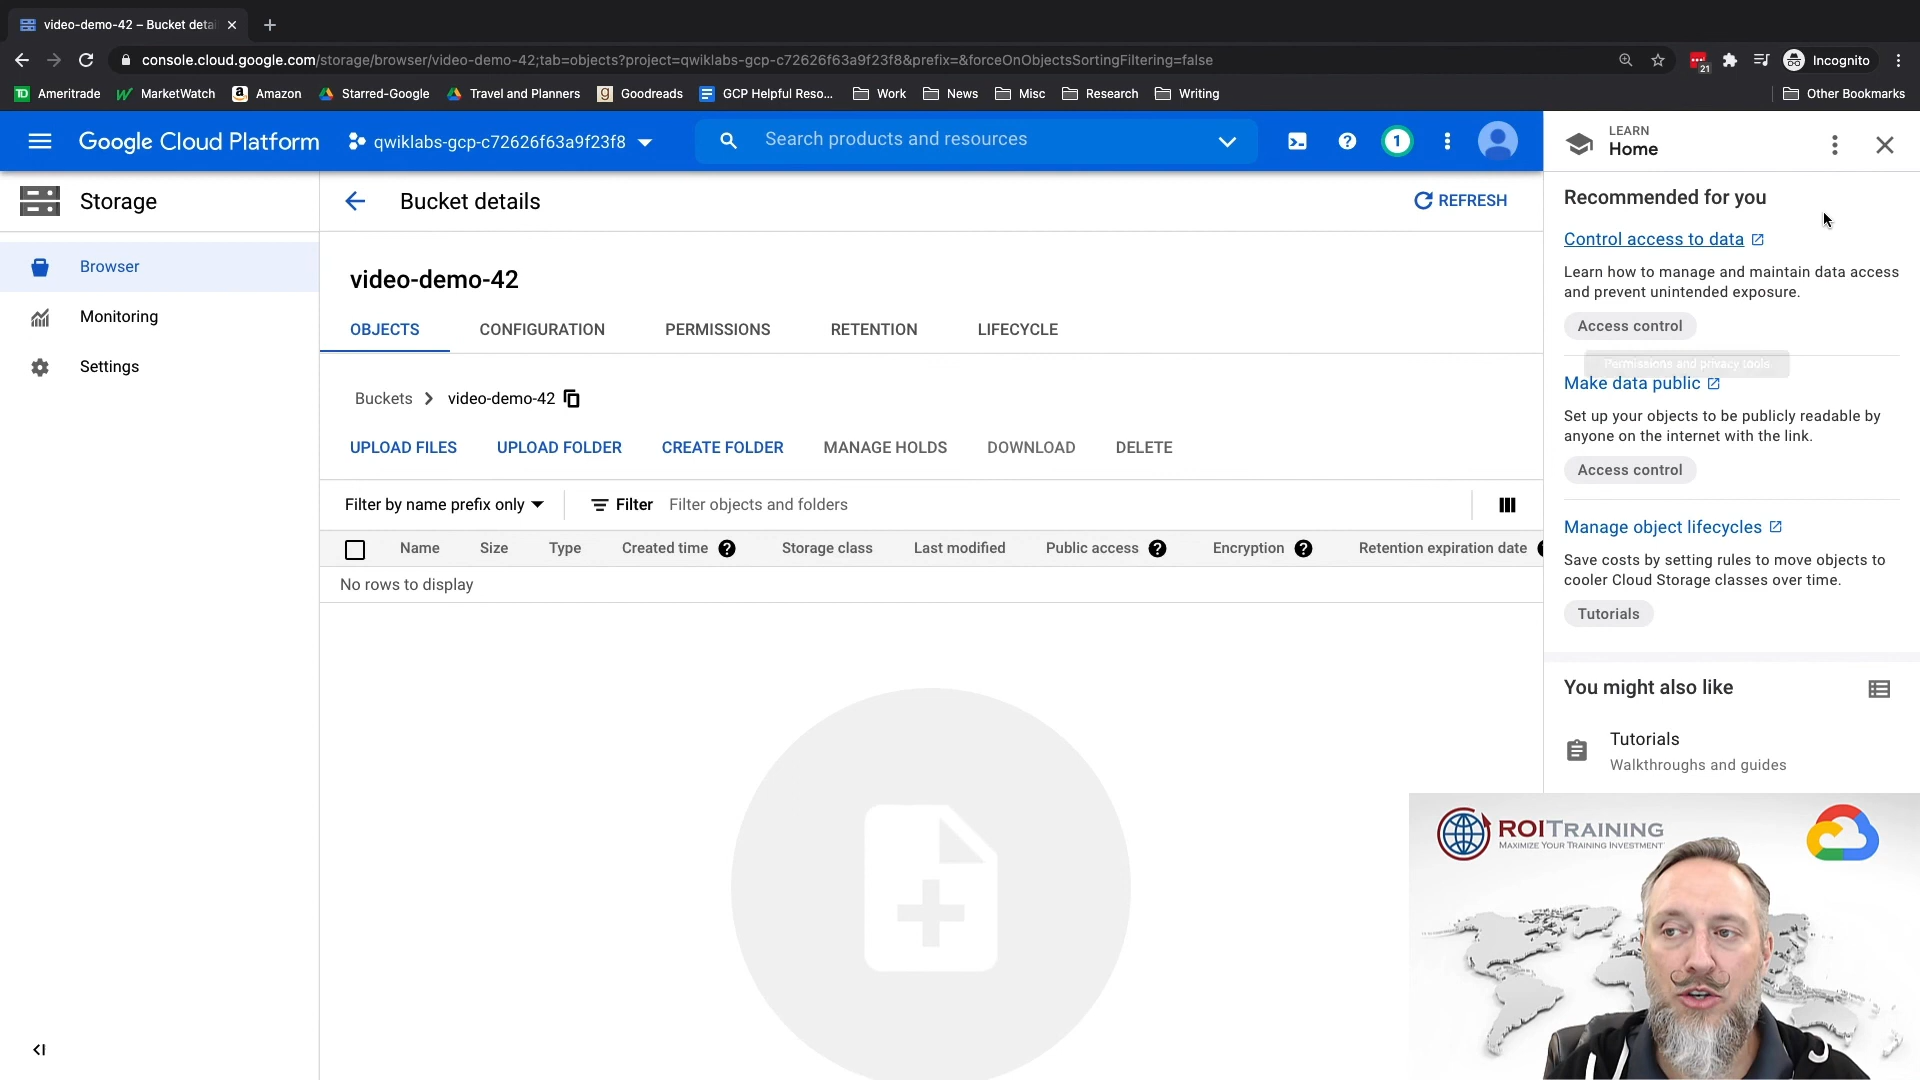 video-demo-42 – Bucket deta
console.cloud.google.com/storage/browser/video-demo-42;tab=objects?project=qwiklabs-gcp-c72626f63a9f23f8&prefix=&forceOnObjectsSortingFiltering=false
21
Incognito
Ameritrade
MarketWatch
Amazon
Starred-Google
Travel and Planners
Goodreads
GCP Helpful Reso...
Work
News
Misc
Research
Writing
Other Bookmarks
Google Cloud Platform
qwiklabs-gcp-c72626f63a9f23f8
Search products and resources
1
LEARN
Home
Storage
Browser
Monitoring
Settings
Bucket details
REFRESH
video-demo-42
OBJECTS
CONFIGURATION
PERMISSIONS
RETENTION
LIFECYCLE
Buckets
video-demo-42
UPLOAD FILES
UPLOAD FOLDER
CREATE FOLDER
MANAGE HOLDS
DOWNLOAD
DELETE
Filter by name prefix only
Filter
Filter objects and folders
Name
Size
Type
Created time
Storage class
Last modified
Public access
Encryption
Retention expiration date
No rows to display
Recommended for you
Control access to data
Learn how to manage and maintain data access
and prevent unintended exposure.
Access control
Permissions and privacy tools
Make data public
Set up your objects to be publicly readable by
anyone on the internet with the link.
Access control
Manage object lifecycles
Save costs by setting rules to move objects to
cooler Cloud Storage classes over time.
Tutorials
You might also like
Tutorials
Walkthroughs and guides
ROITRAINING
MAXIMIZE YOUR TRAINING INVESTMENT